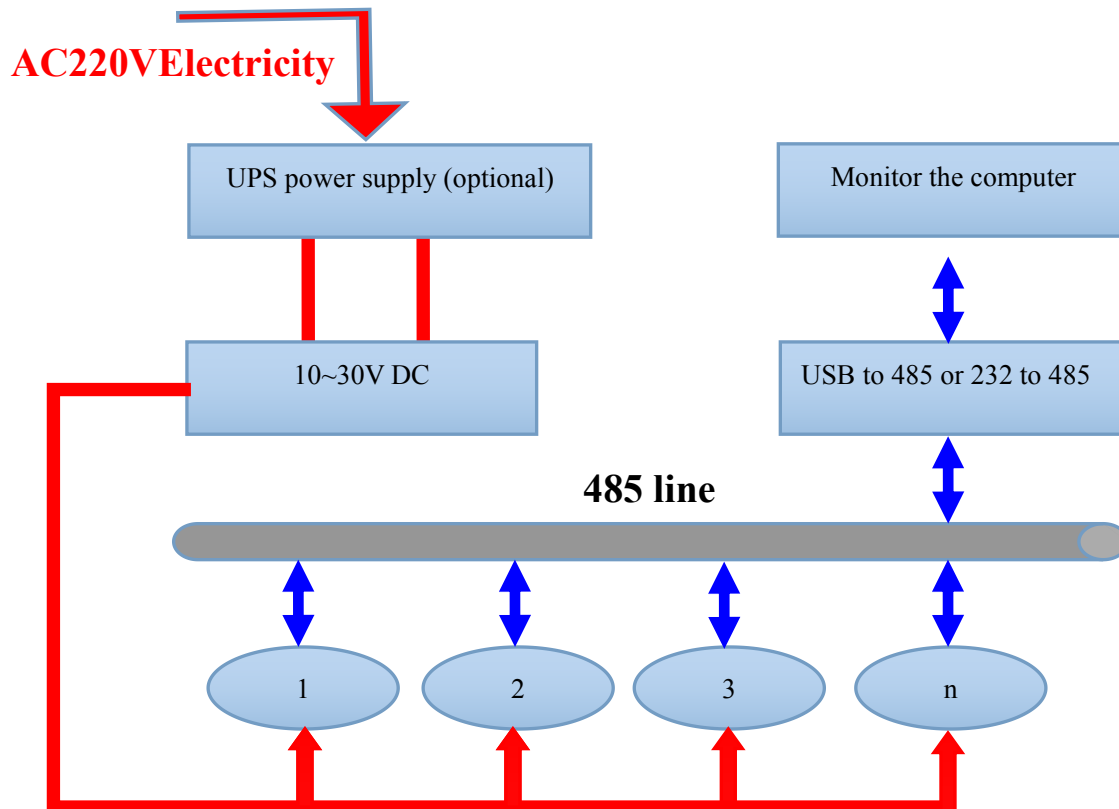 AC220VElectricity
UPS power supply (optional)
Monitor the computer
10~30V DC
USB to 485 or 232 to 485
485 line
1
2
3
n